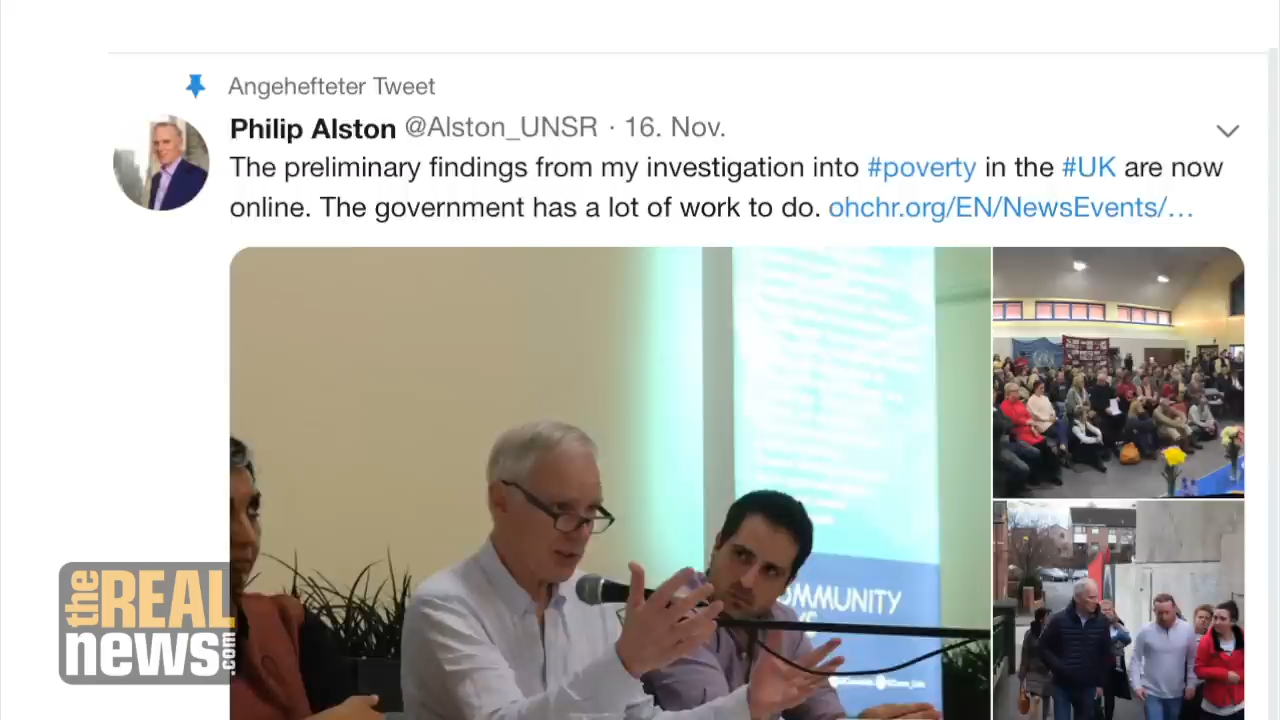 Angehefteter Tweet
Philip Alston @Alston_UNSR · 16. Nov.
The preliminary findings from my investigation into #poverty in the #UK are now
online. The government has a lot of work to do. ohchr.org/EN/NewsEvents/…
OMMUNITY
the REAL
news.com